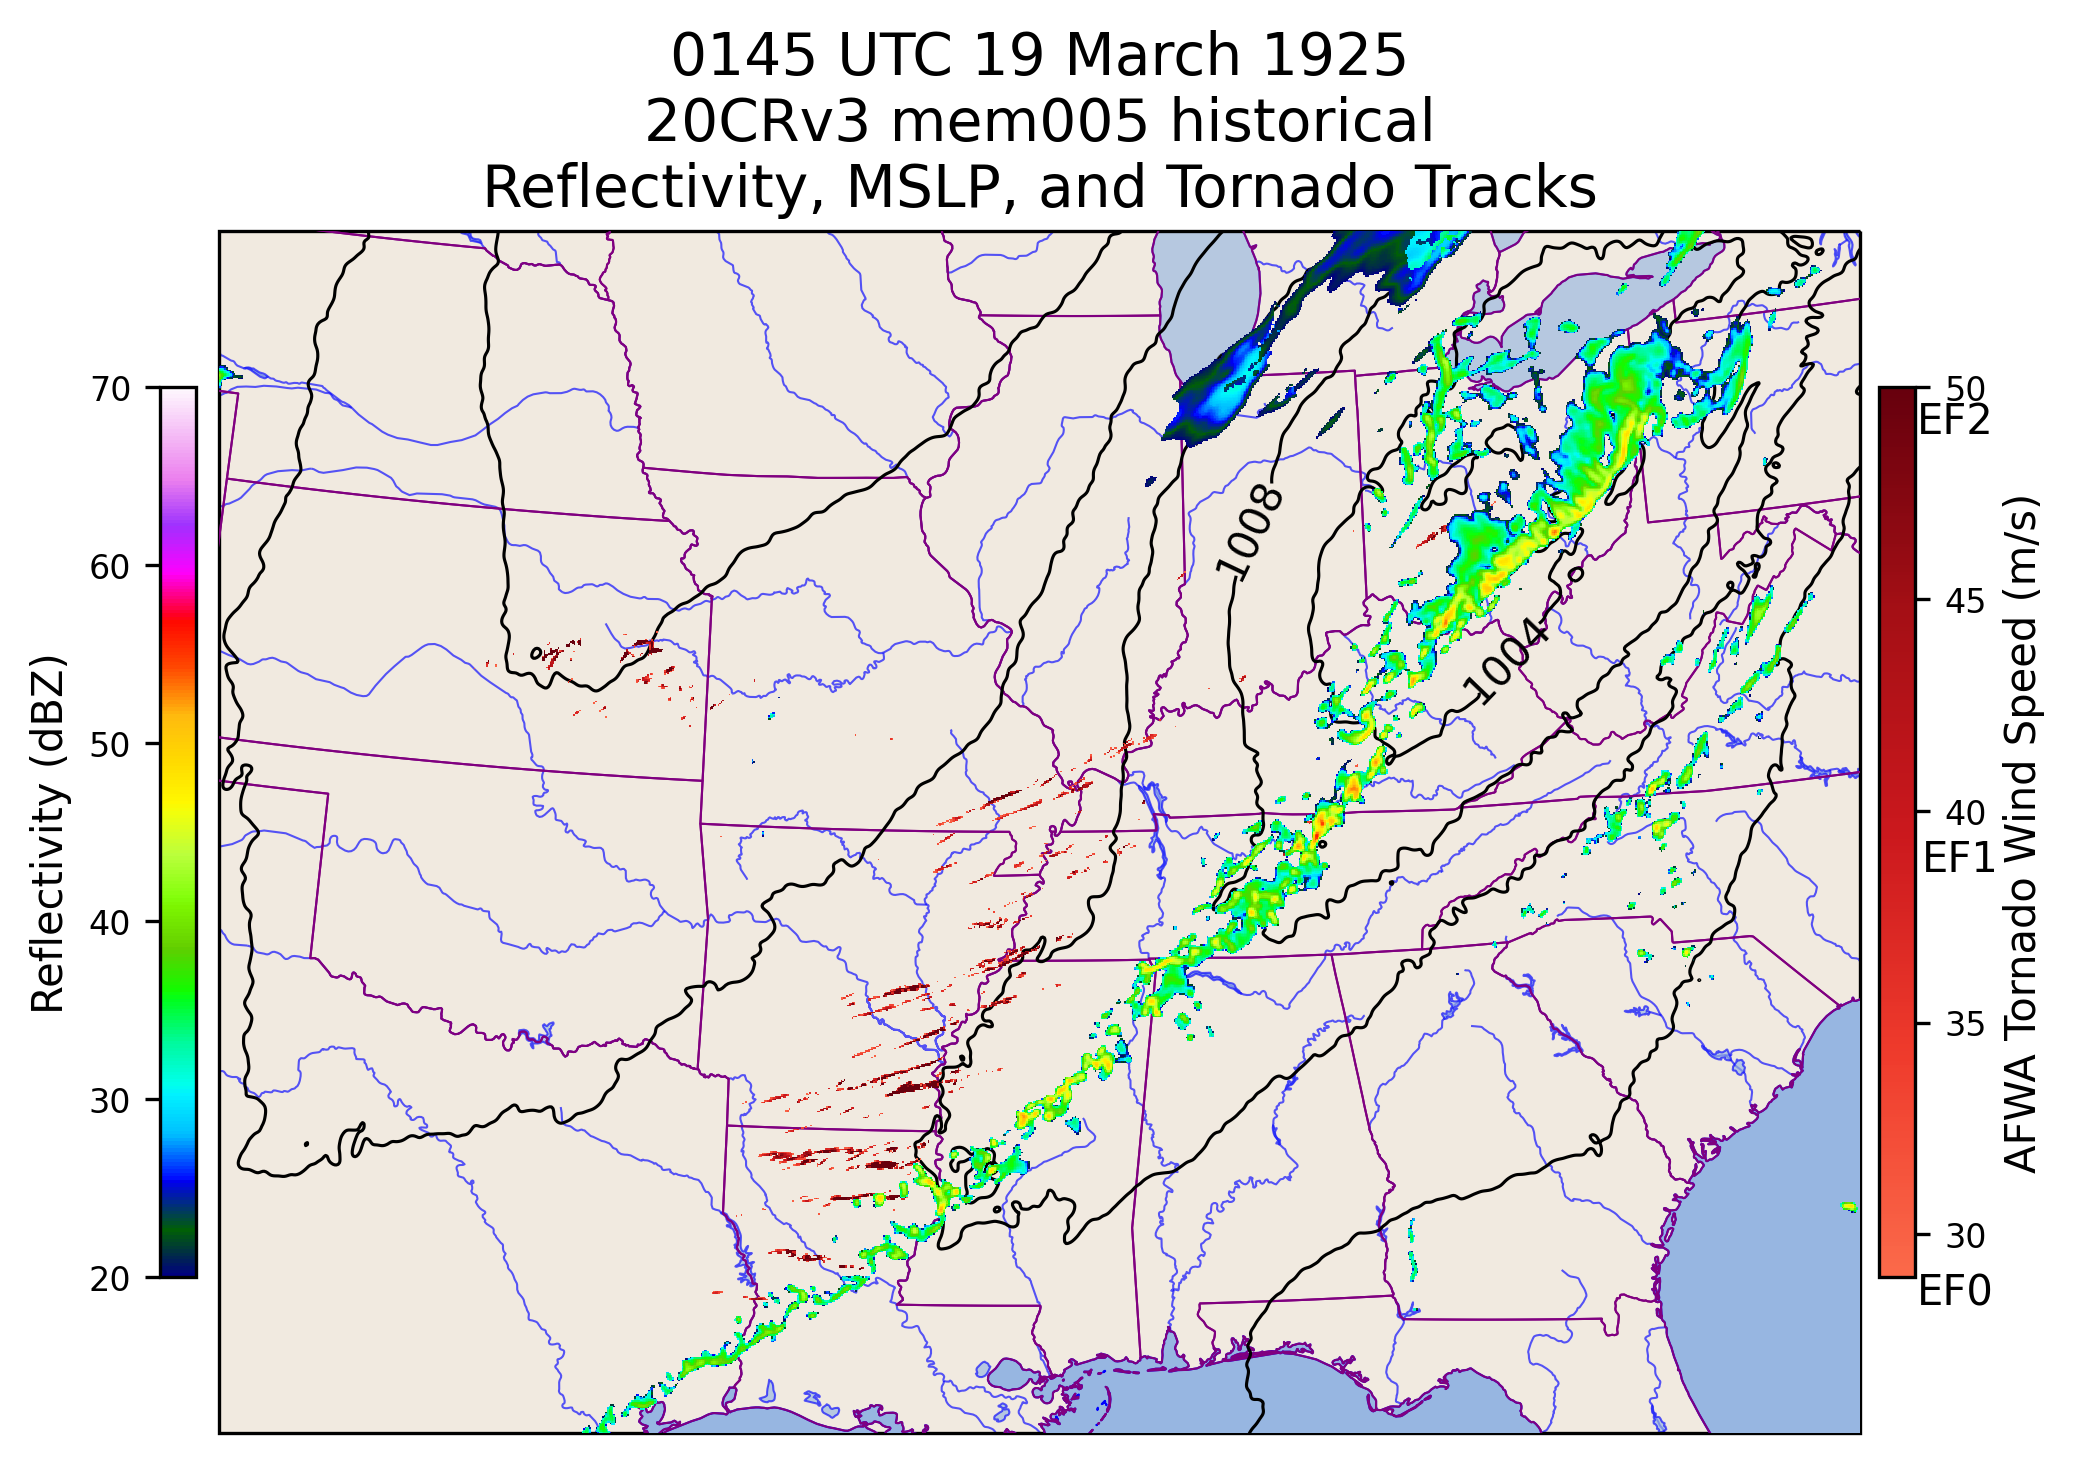 0145 UTC 19 March 1925
20CRv3 mem005 historical
Reflectivity, MSLP, and Tornado Tracks
70
60
50
40
30
20
Reflectivity (dBZ)
1008
1004
50
EF2
45
40
EF1
35
30
EF0
AFWA Tornado Wind Speed (m/s)